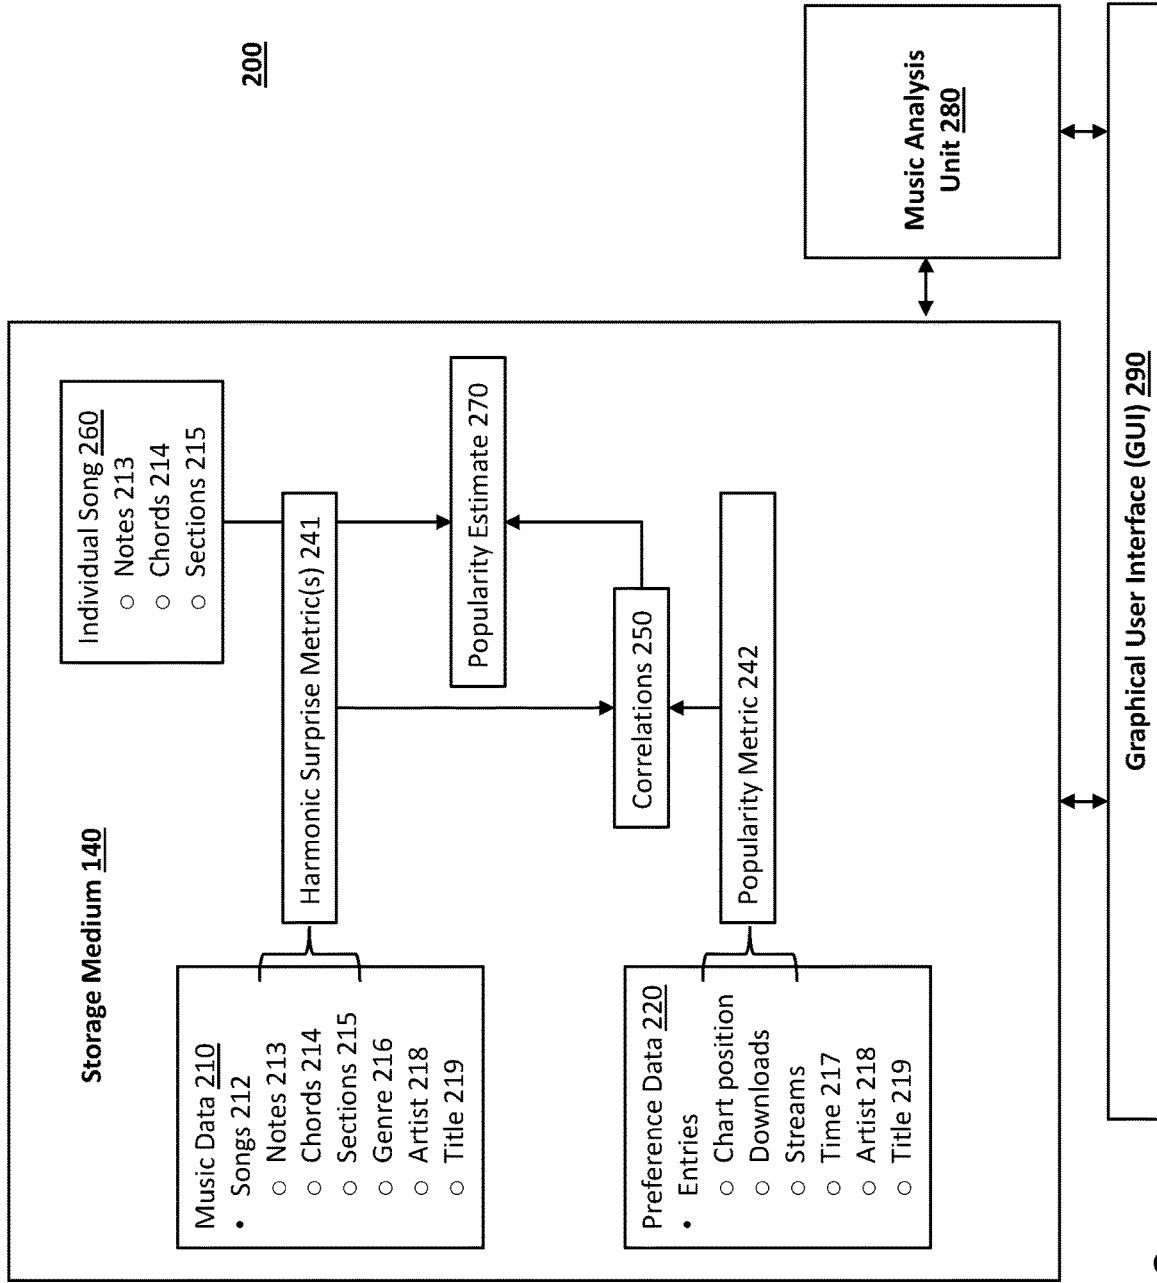 200
Storage Medium 140
Music Data 210
• Songs 212
○ Notes 213
○ Chords 214
○ Sections 215
○ Genre 216
○ Artist 218
○ Title 219
Harmonic Surprise Metric(s) 241
Individual Song 260
○ Notes 213
○ Chords 214
○ Sections 215
Popularity Estimate 270
Correlations 250
Preference Data 220
• Entries
○ Chart position
○ Downloads
○ Streams
○ Time 217
○ Artist 218
○ Title 219
Popularity Metric 242
Music Analysis
Unit 280
Graphical User Interface (GUI) 290